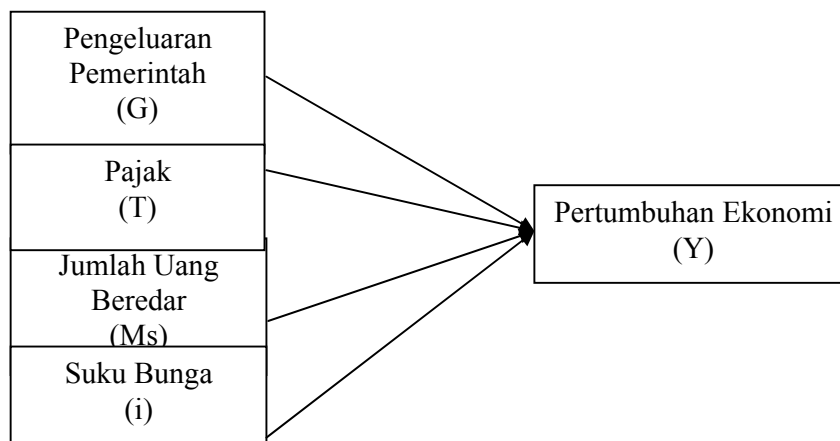 Pengeluaran
Pemerintah
(G)
Pajak
(T)
Jumlah Uang
Beredar
(Ms)
Suku Bunga
(i)
Pertumbuhan Ekonomi
(Y)